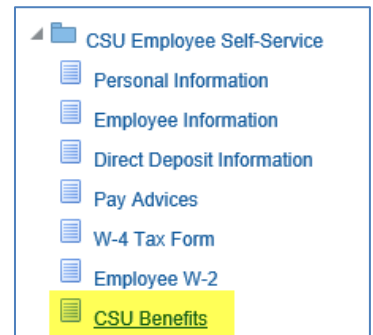 CSU Employee Self-Service
Personal Information
Employee Information
Direct Deposit Information
Pay Advices
W-4 Tax Form
Employee W-2
CSU Benefits